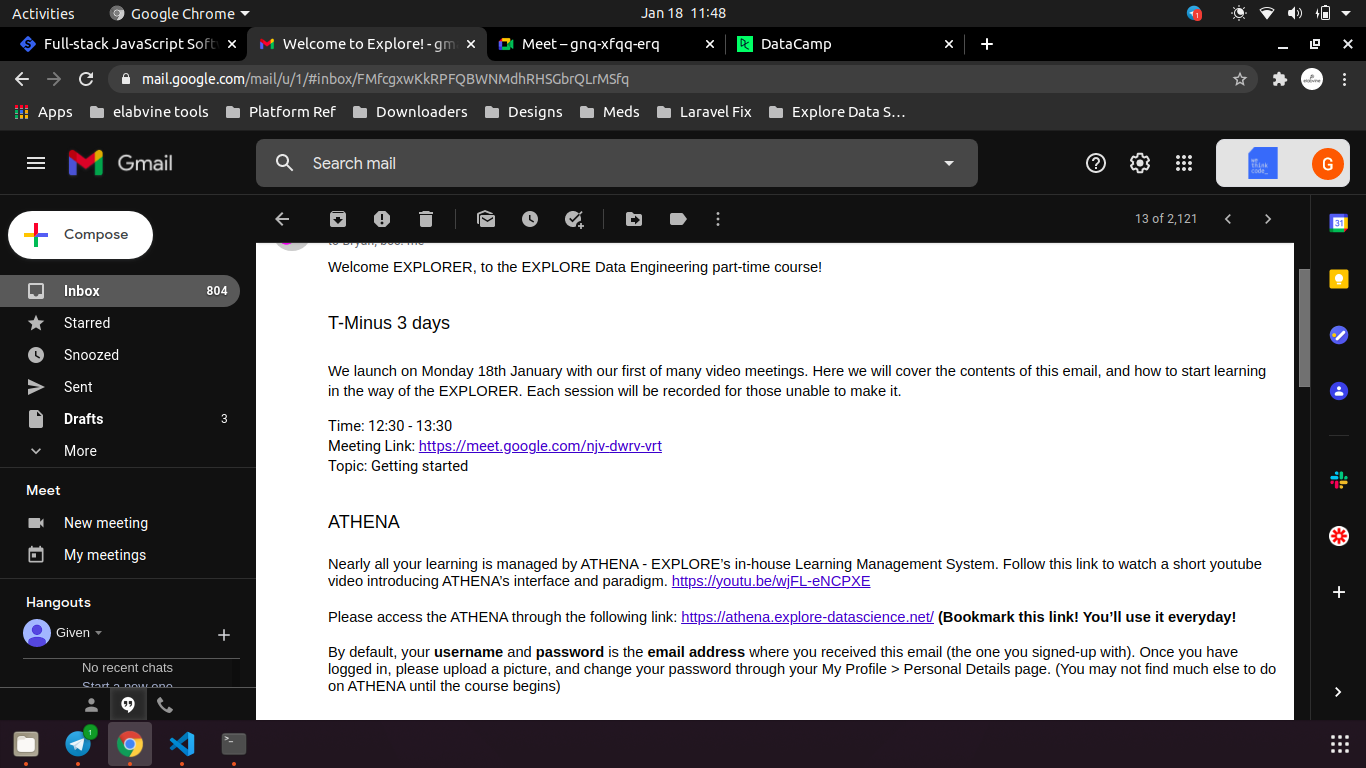 Activities
Google Chrome
Jan 18 11:48
1
Full-stack JavaScript Soft
Welcome to Explore! - gm
Meet – gnq-xfqq-erq
DataCamp
mail.google.com/mail/u/1/#inbox/FMfcgxwKkRPFQBWNMdhRHSGbrQLrMSfq
Apps
elabvine tools
Platform Ref
Downloaders
Designs
Meds
Laravel Fix
Explore Data S…
Gmail
Search mail
we
think
code_
G
Compose
13 of 2,121
31
Inbox 804
Starred
Snoozed
Sent
Drafts 3
More
Meet
New meeting
My meetings
Hangouts
Given
No recent chats
Start a new one
to Bryan, bcc: me
Welcome EXPLORER, to the EXPLORE Data Engineering part-time course!
T-Minus 3 days
We launch on Monday 18th January with our first of many video meetings. Here we will cover the contents of this email, and how to start learning
in the way of the EXPLORER. Each session will be recorded for those unable to make it.
Time: 12:30 - 13:30
Meeting Link: https://meet.google.com/njv-dwrv-vrt
Topic: Getting started
ATHENA
Nearly all your learning is managed by ATHENA - EXPLORE’s in-house Learning Management System. Follow this link to watch a short youtube
video introducing ATHENA’s interface and paradigm. https://youtu.be/wjFL-eNCPXE
Please access the ATHENA through the following link: https://athena.explore-datascience.net/ (Bookmark this link! You’ll use it everyday!
By default, your username and password is the email address where you received this email (the one you signed-up with). Once you have
logged in, please upload a picture, and change your password through your My Profile > Personal Details page. (You may not find much else to do
on ATHENA until the course begins)
1